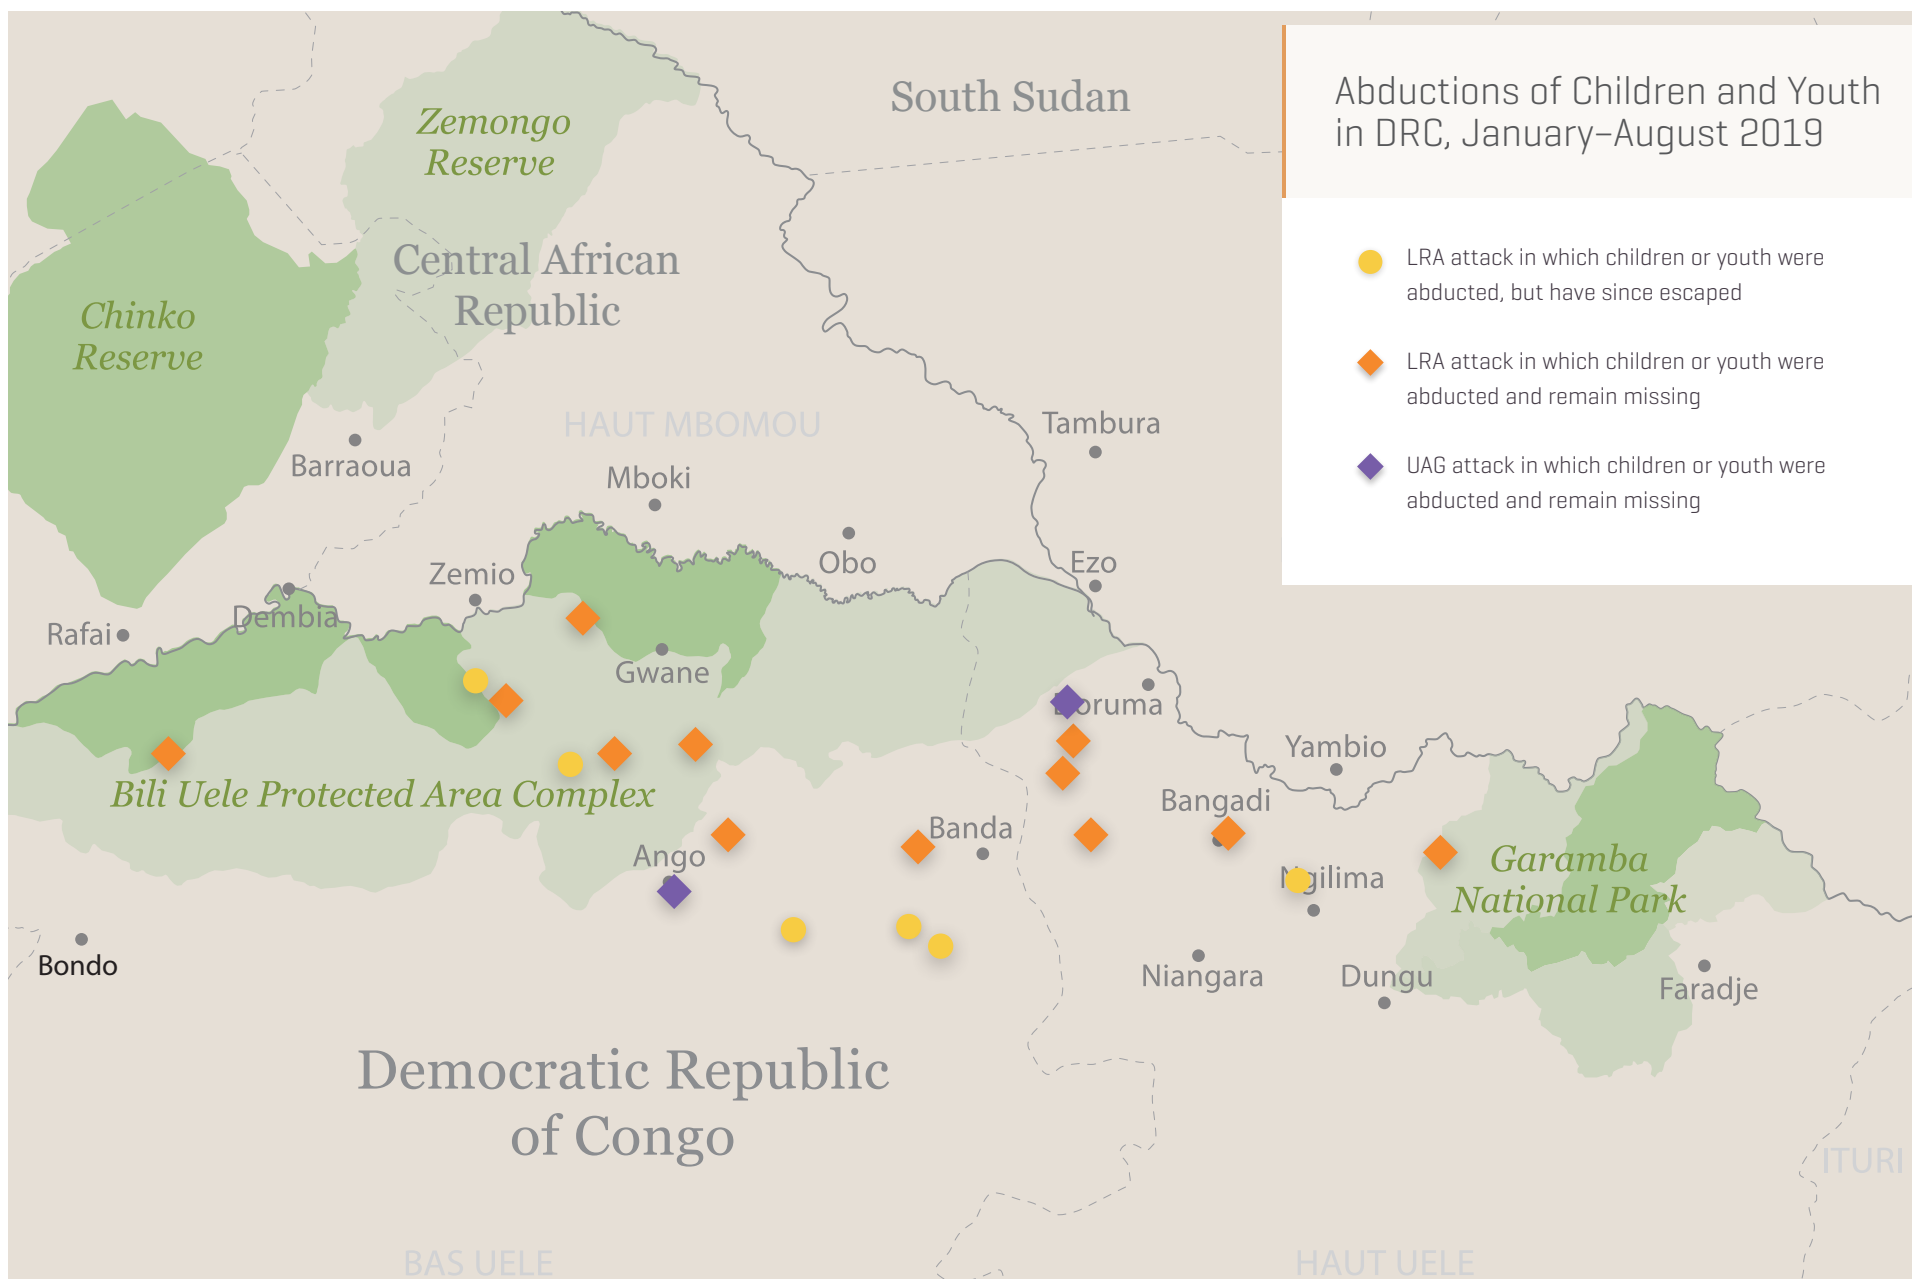 Abductions of Children and Youth
in DRC, January–August 2019
LRA attack in which children or youth were
abducted, but have since escaped
LRA attack in which children or youth were
abducted and remain missing
UAG attack in which children or youth were
abducted and remain missing
South Sudan
Zemongo
Reserve
Central African
Republic
Chinko
Reserve
HAUT MBOMOU
Tambura
Barraoua
Mboki
Obo
Ezo
Zemio
Dembia
Rafai
Gwane
Doruma
Yambio
Bili Uele Protected Area Complex
Bangadi
Banda
Ango
Garamba
National Park
Ngilima
Bondo
Niangara
Dungu
Faradje
Democratic Republic
of Congo
ITURI
BAS UELE
HAUT UELE